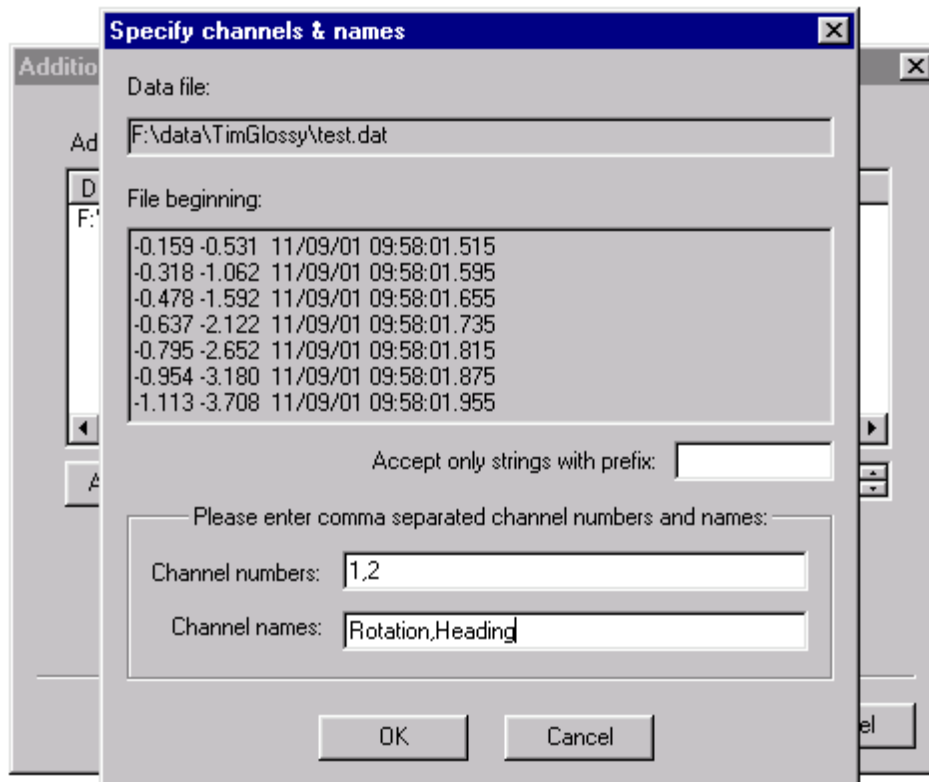 Specify channels & names
Additio
Data file:
F:\data\TimGlossy\test.dat
Ad
D
File beginning:
F:\
-0.159 -0.531 11/09/01 09:58:01.515
-0.318 -1.062 11/09/01 09:58:01.595
-0.478 -1.592 11/09/01 09:58:01.655
-0.637 -2.122 11/09/01 09:58:01.735
-0.795 -2.652 11/09/01 09:58:01.815
-0.954 -3.180 11/09/01 09:58:01.875
-1.113 -3.708 11/09/01 09:58:01.955
Accept only strings with prefix:
A
Please enter comma separated channel numbers and names:
Channel numbers: 1,2
Channel names: Rotation,Heading
OK Cancel el